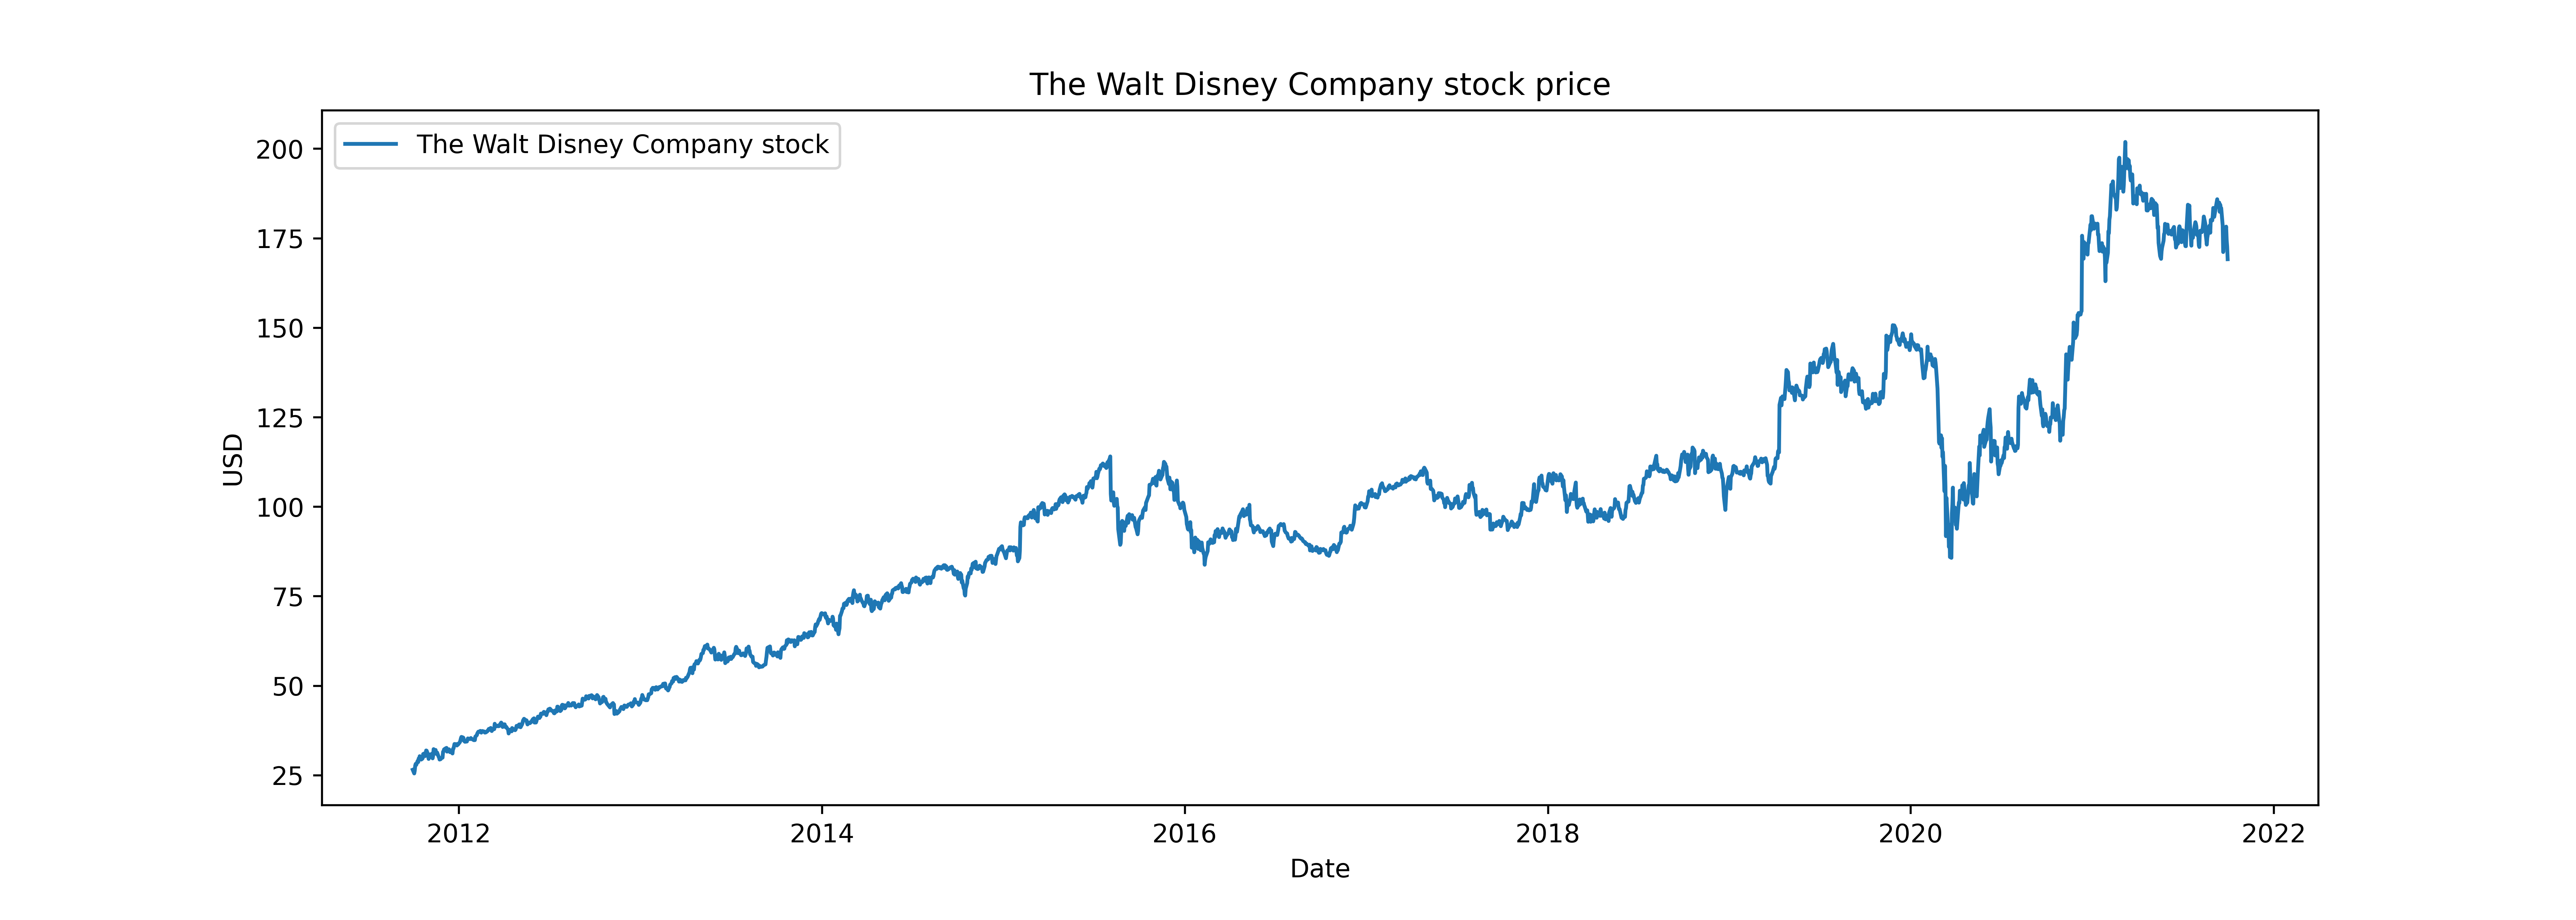 The Walt Disney Company stock price
The Walt Disney Company stock
200
175
150
125
100
75
50
25
USD
2012 2014 2016 2018 2020 2022
Date